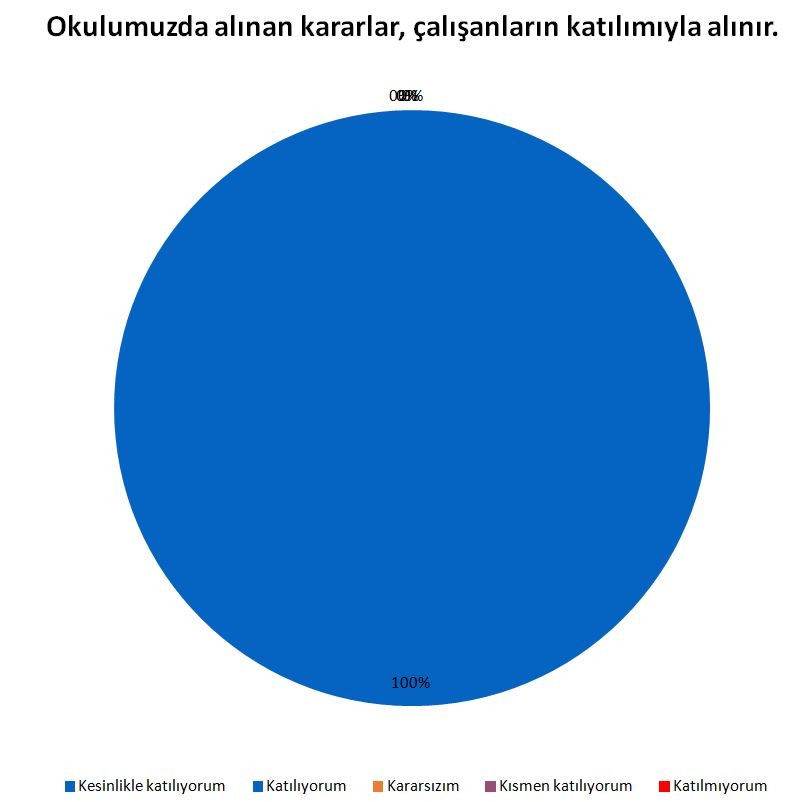 Okulumuzda alınan kararlar, çalışanların katılımıyla alınır.
100%
Kesinlikle katılıyorum Katılıyorum Kararsızım Kısmen katılıyorum Katılmıyorum